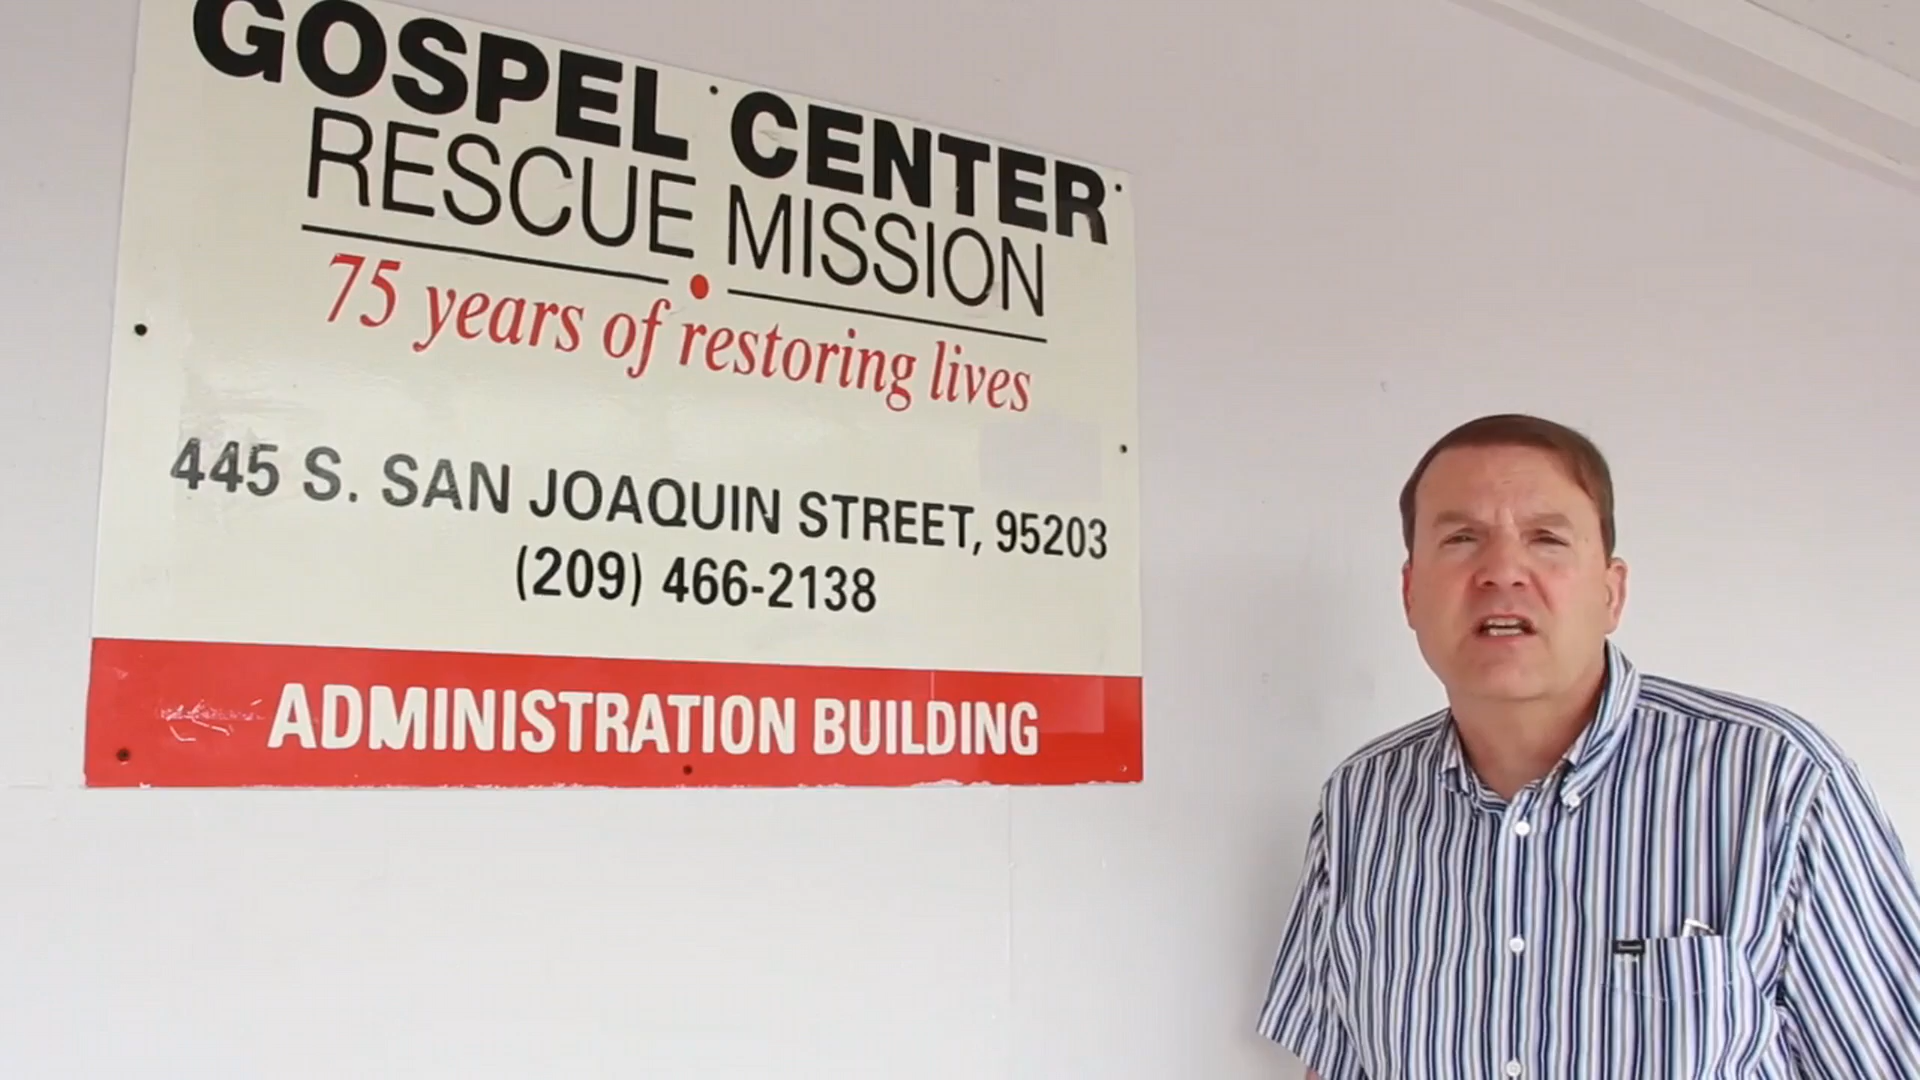 GOSPEL CENTER
RESCUE MISSION
75 years of restoring lives
445 S. SAN JOAQUIN STREET, 95203
(209) 466-2138
ADMINISTRATION BUILDING